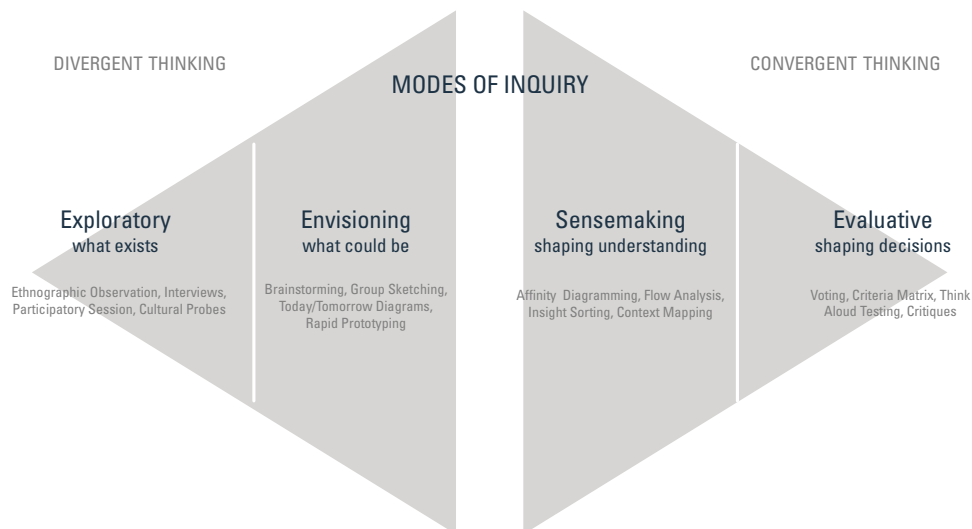 DIVERGENT THINKING
CONVERGENT THINKING
MODES OF INQUIRY
Exploratory
what exists
Ethnographic Observation, Interviews,
Participatory Session, Cultural Probes
Envisioning
what could be
Brainstorming, Group Sketching,
Today/Tomorrow Diagrams,
Rapid Prototyping
Sensemaking
shaping understanding
Affinity Diagramming, Flow Analysis,
Insight Sorting, Context Mapping
Evaluative
shaping decisions
Voting, Criteria Matrix, Think
Aloud Testing, Critiques